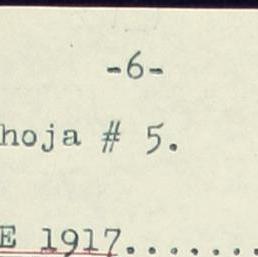 -6-
hoja # 5.
E 1917.......